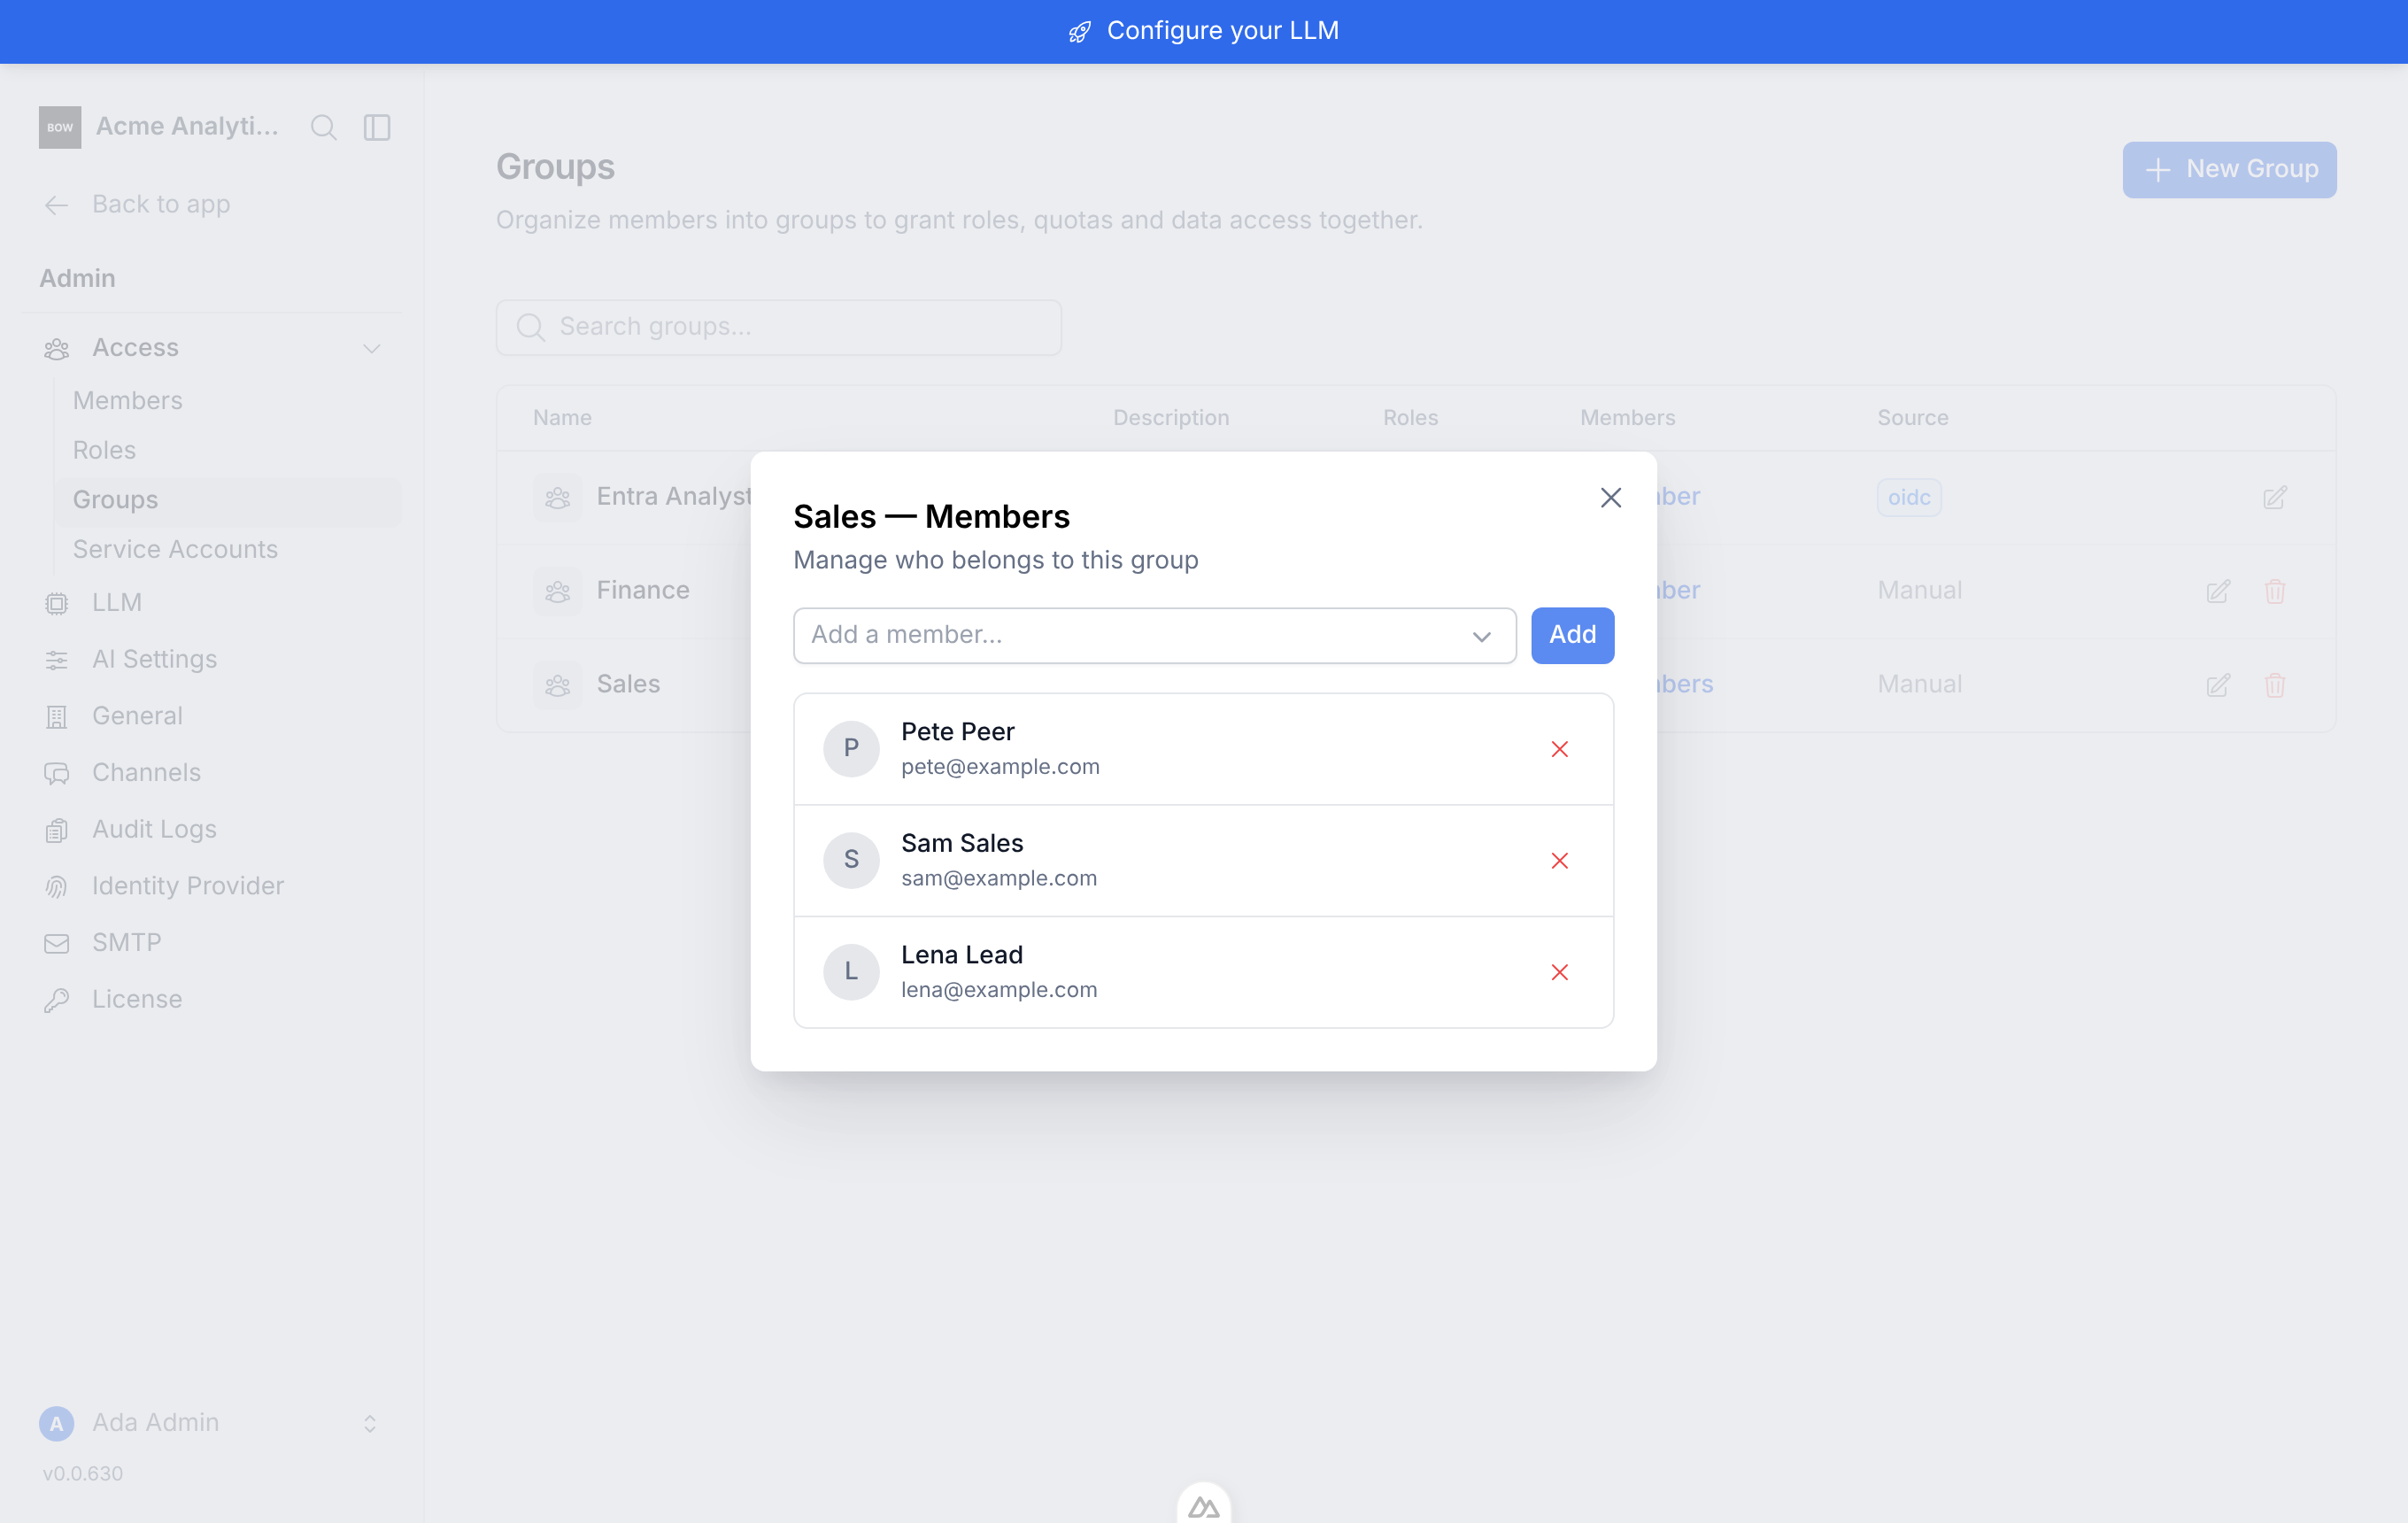 Configure your LLM
BOW
Acme Analyti...
Back to app
Admin
Access
Members
Roles
Groups
Service Accounts
LLM
AI Settings
General
Channels
Audit Logs
Identity Provider
SMTP
License
A
Ada Admin
v0.0.630
Groups
Organize members into groups to grant roles, quotas and data access together.
New Group
Search groups...
Name Description Roles Members Source
Entra Analyst
oidc
Finance
Manual
Sales
Manual
Sales — Members
Manage who belongs to this group
Add a member...
Add
P
Pete Peer
pete@example.com
S
Sam Sales
sam@example.com
L
Lena Lead
lena@example.com